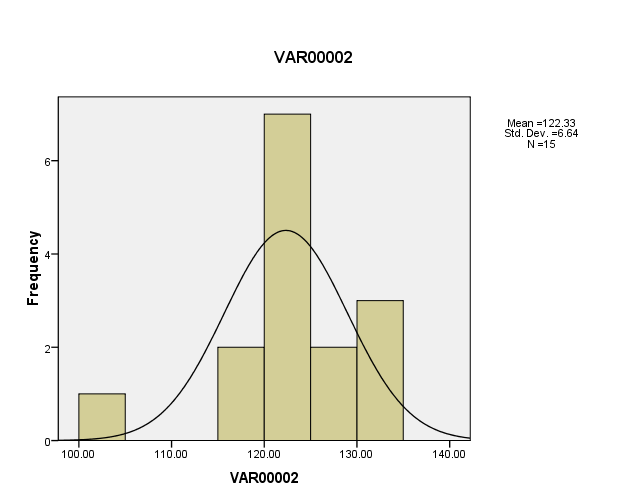 VAR00002
Mean =122.33
Std. Dev. =6.64
N =15
Frequency
6
4
2
0
100.00 110.00 120.00 130.00 140.00
VAR00002